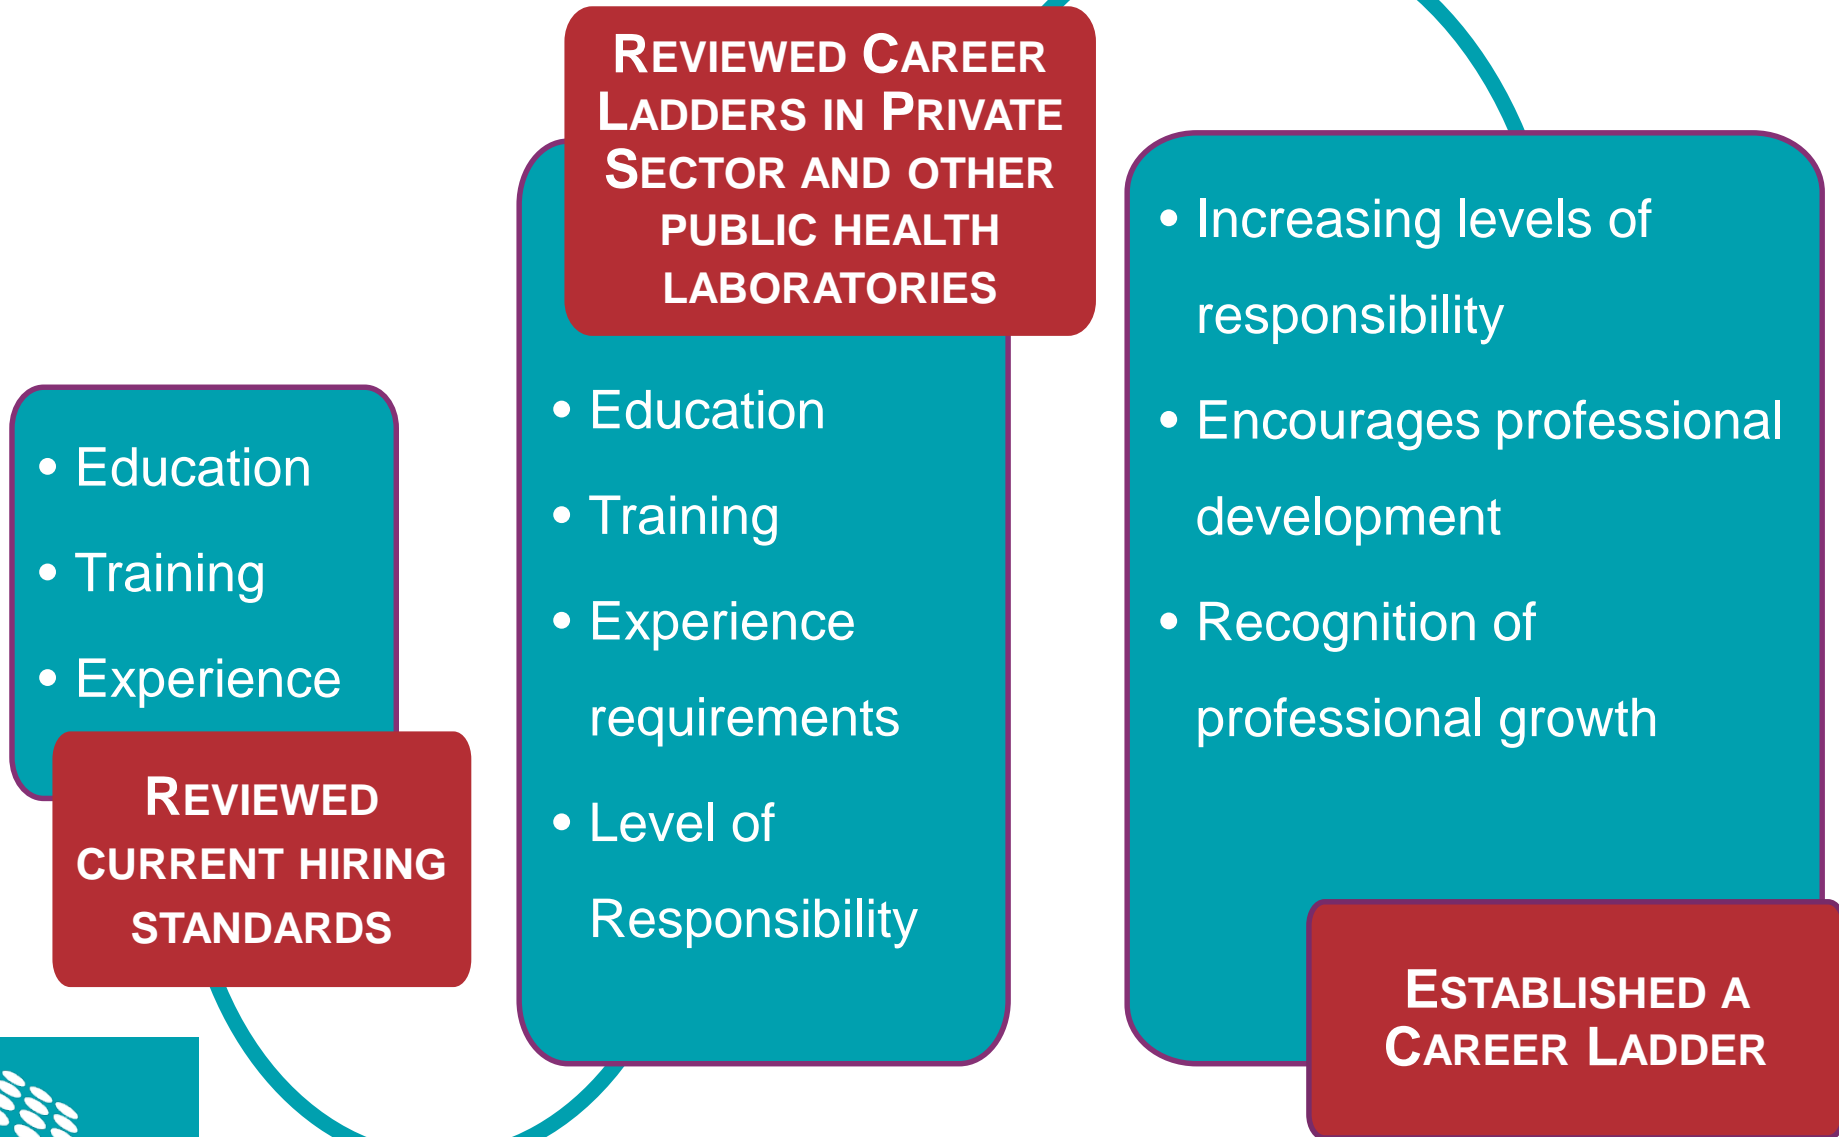 • Education
• Training
• Experience
REVIEWED
CURRENT HIRING
STANDARDS
REVIEWED CAREER
LADDERS IN PRIVATE
SECTOR AND OTHER
PUBLIC HEALTH
LABORATORIES
• Education
• Training
• Experience
requirements
• Level of
Responsibility
• Increasing levels of
responsibility
• Encourages professional
development
• Recognition of
professional growth
ESTABLISHED A
CAREER LADDER